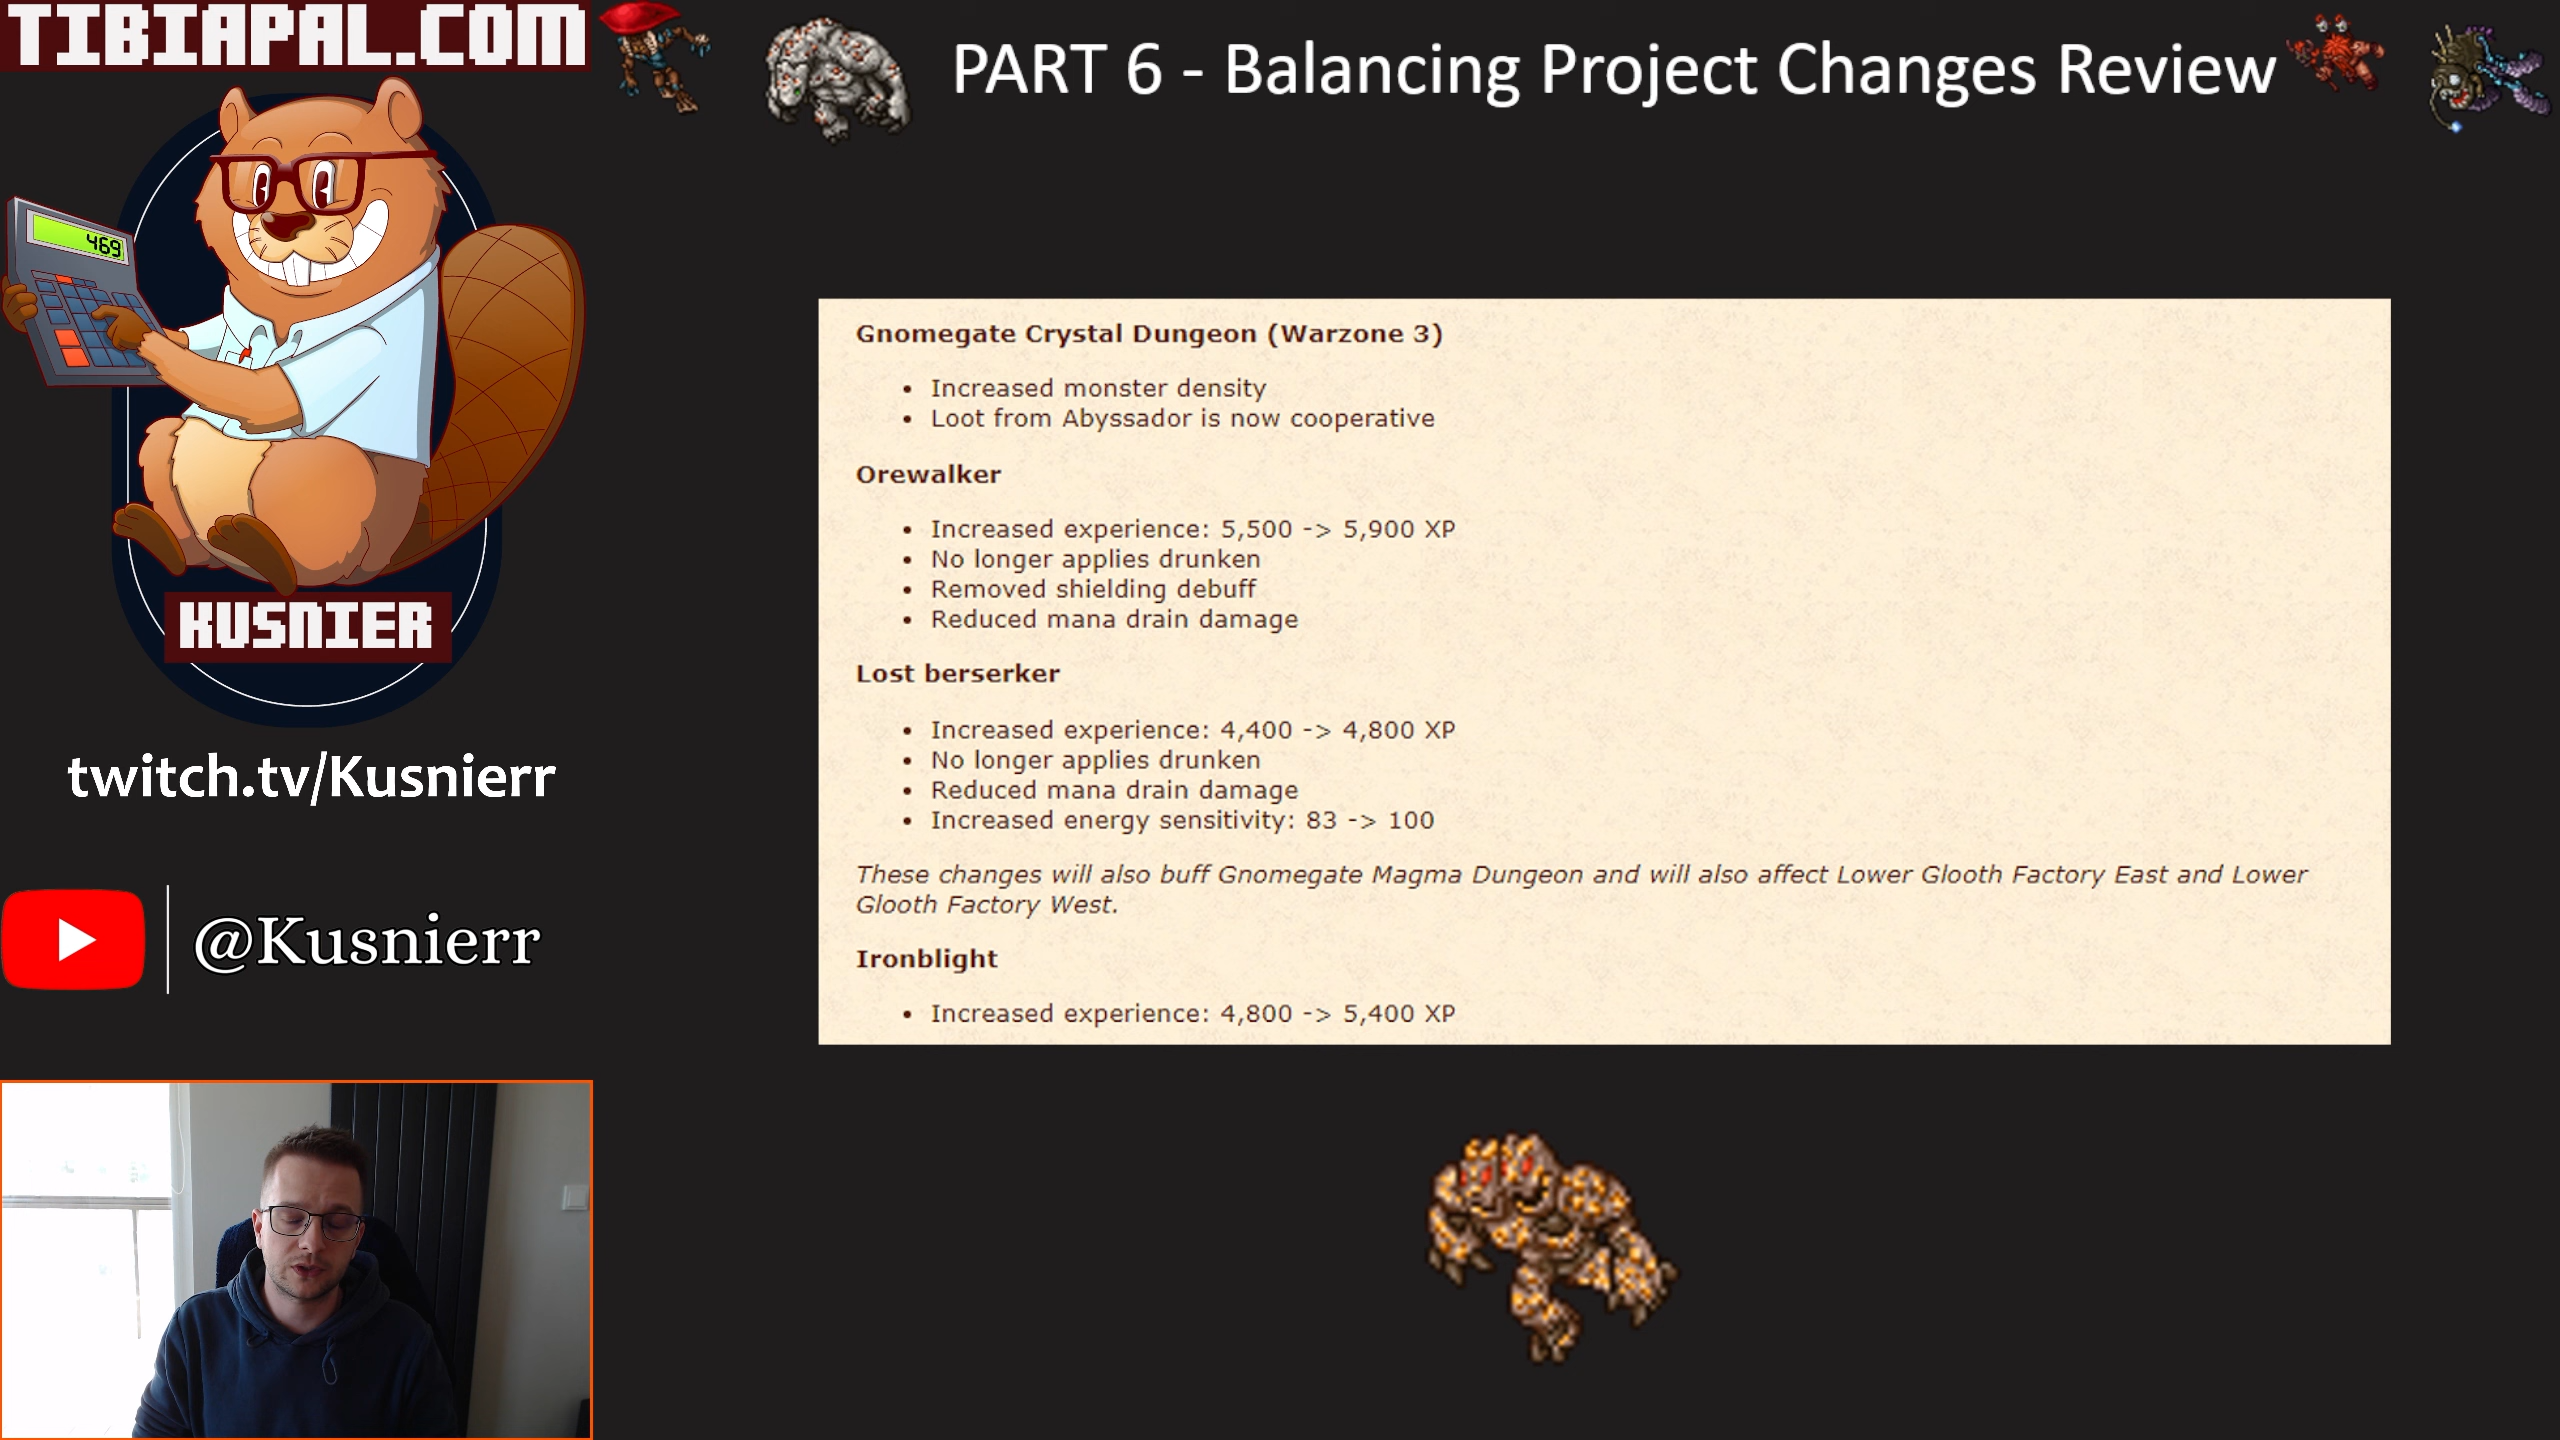 TIBIAPAL.COM
PART 6 - Balancing Project Changes Review
469
KUSNIER
twitch.tv/Kusnierr
@Kusnierr
Gnomegate Crystal Dungeon (Warzone 3)
• Increased monster density
• Loot from Abyssador is now cooperative
Orewalker
• Increased experience: 5,500 -> 5,900 XP
• No longer applies drunken
• Removed shielding debuff
• Reduced mana drain damage
Lost berserker
• Increased experience: 4,400 -> 4,800 XP
• No longer applies drunken
• Reduced mana drain damage
• Increased energy sensitivity: 83 -> 100
These changes will also buff Gnomegate Magma Dungeon and will also affect Lower Glooth Factory East and Lower
Glooth Factory West.
Ironblight
• Increased experience: 4,800 -> 5,400 XP